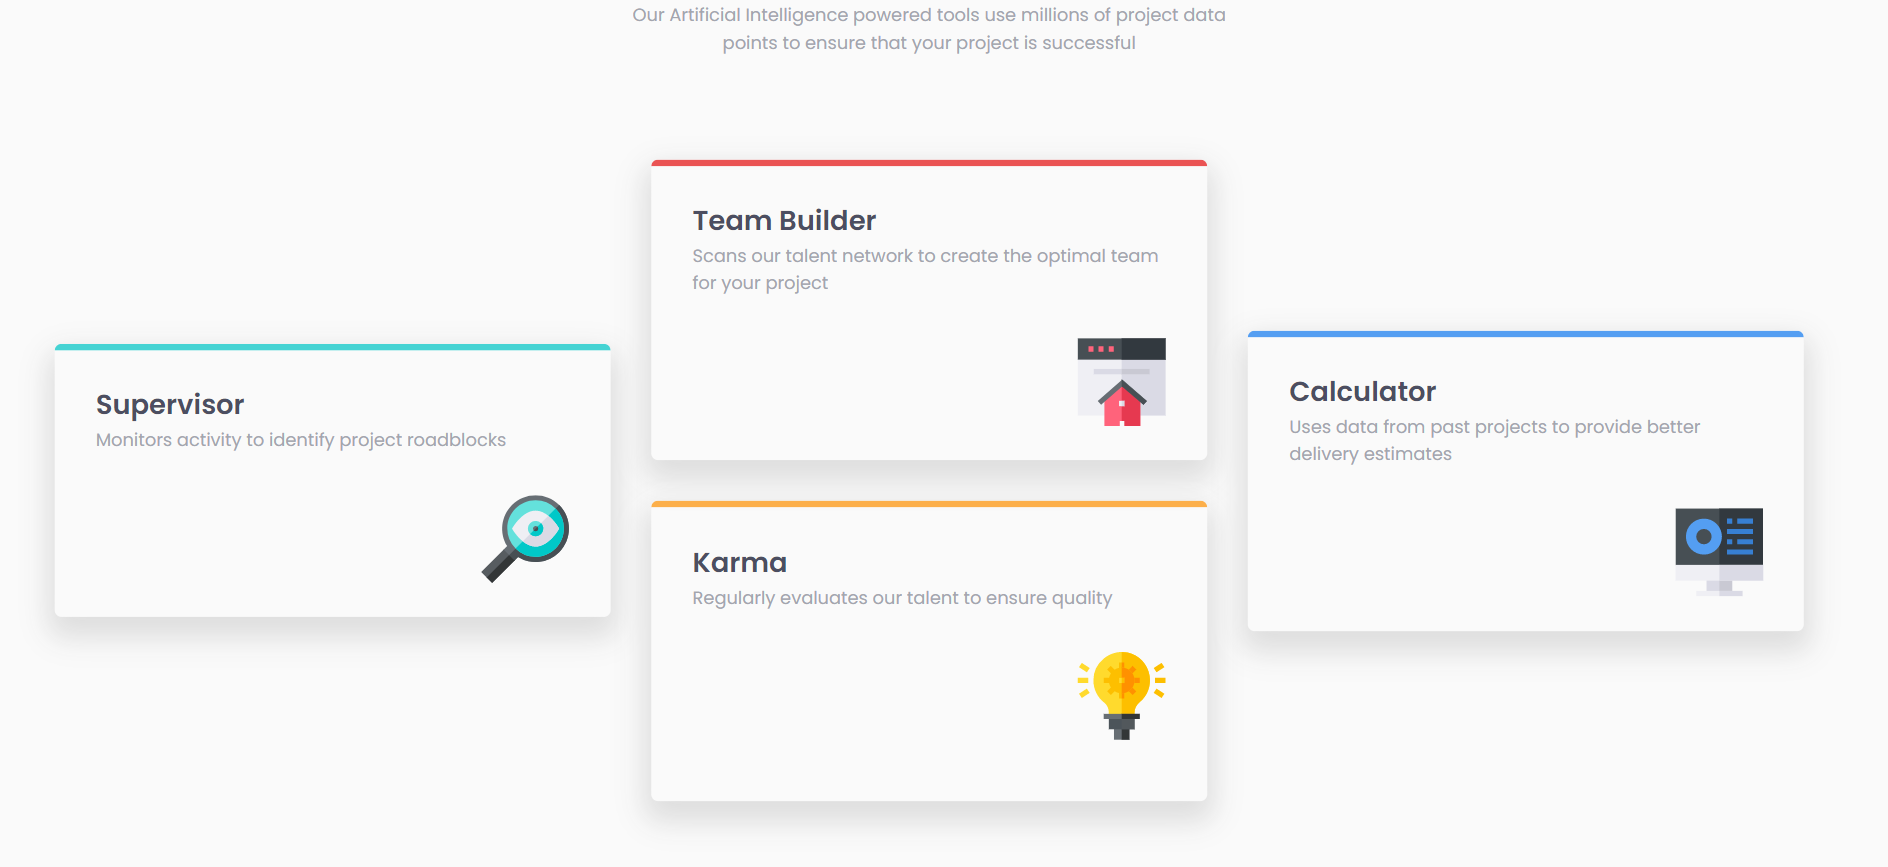 Our Artificial Intelligence powered tools use millions of project data
points to ensure that your project is successful
Supervisor
Monitors activity to identify project roadblocks
Team Builder
Scans our talent network to create the optimal team
for your project
Karma
Regularly evaluates our talent to ensure quality
Calculator
Uses data from past projects to provide better
delivery estimates